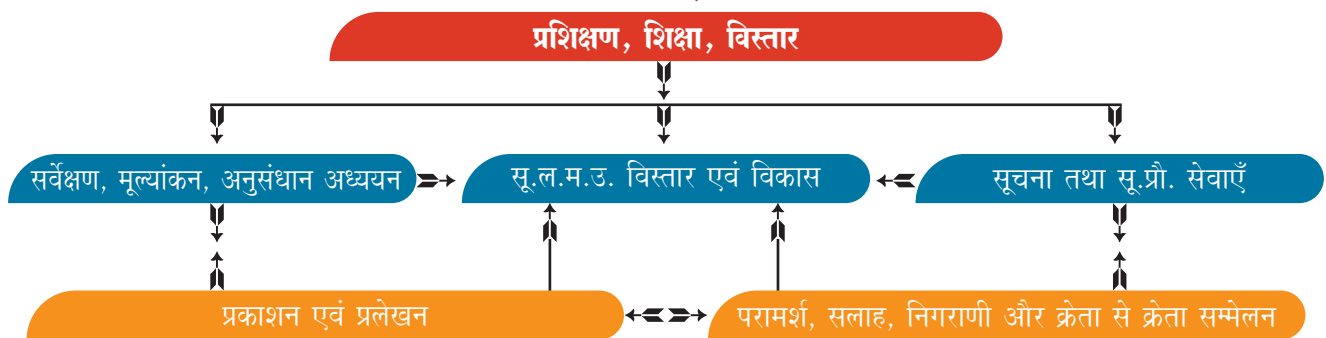 प्रशिक्षण, शिक्षा, विस्तार
सर्वेक्षण, मूल्यांकन, अनुसंधान अध्ययन
सू.ल.म.उ. विस्तार एवं विकास
सूचना तथा सू.प्रौ. सेवाएँ
प्रकाशन एवं प्रलेखन
परामर्श, सलाह, निगराणी और क्रेता से क्रेता सम्मेलन